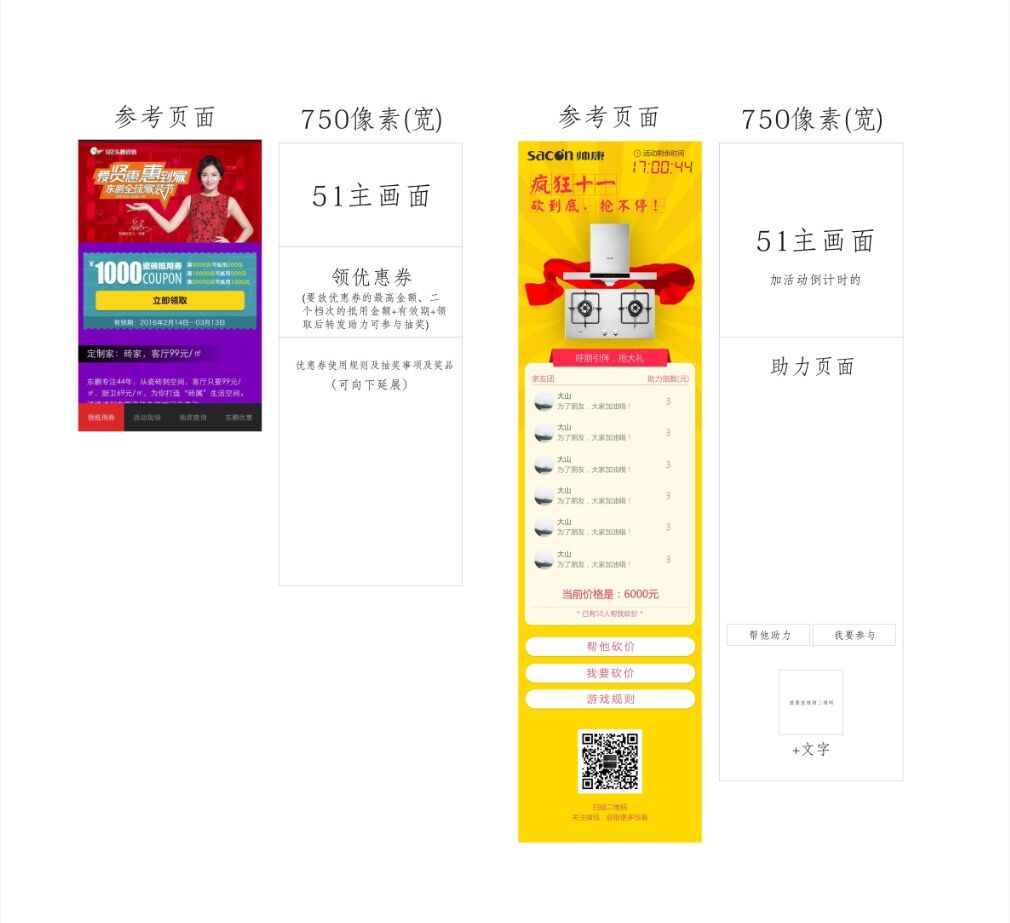 参考页面
爱贤惠惠到家
东鹏全球家装节
¥1000瓷砖抵用券
COUPON
满5000元可抵用200元
满10000元可抵用500元
满20000元可抵用1000元
立即领取
有效期：2016年2月14日—03月13日
定制家：砖家，客厅99元/㎡
东鹏专注44年，从瓷砖到空间，客厅只要99元/
㎡，厨卫69元/㎡，为你打造“砖属”生活空间。
领抵用券
活动现场
抽奖查询
东鹏优惠
750像素(宽)
51主画面
领优惠券
(要放优惠券的最高金额、二
个档次的抵用金额+有效期+领
取后转发助力可参与抽奖)
优惠券使用规则及抽奖事项及奖品
（可向下延展）
参考页面
sacon 帅康
活动剩余时间
17:00:44
疯狂十一
砍到底，抢不停！
呼朋引伴，抢大礼
亲友团
助力指数(元)
大山
为了朋友，大家加油哦！
3
大山
为了朋友，大家加油哦！
3
大山
为了朋友，大家加油哦！
3
大山
为了朋友，大家加油哦！
3
大山
为了朋友，大家加油哦！
3
大山
为了朋友，大家加油哦！
3
当前价格是：6000元
* 已有50人帮我砍价 *
帮他砍价
我要砍价
游戏规则
扫描二维码
关注微信，获取更多惊喜
750像素(宽)
51主画面
加活动倒计时的
助力页面
帮他助力
我要参与
+文字